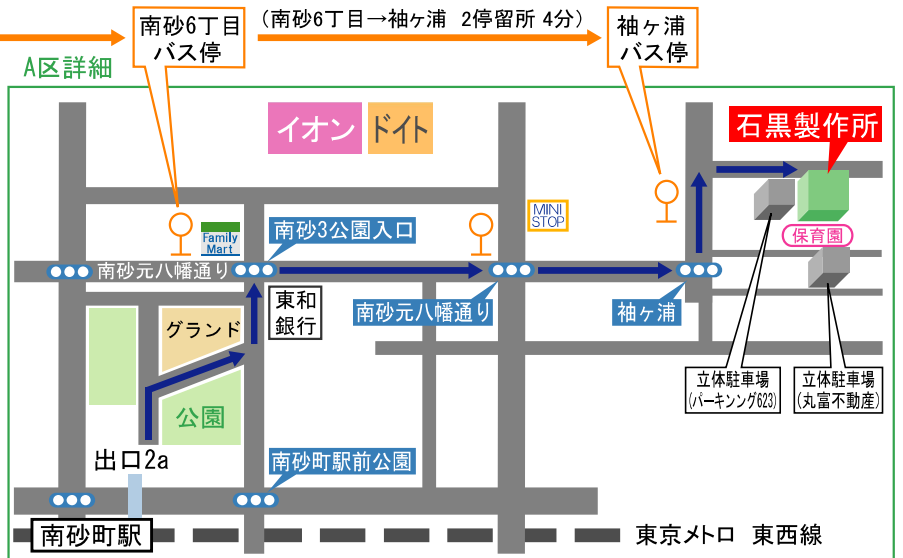 南砂6丁目
バス停
(南砂6丁目→袖ヶ浦 2停留所 4分)
袖ヶ浦
バス停
A区詳細
イオン
ドイト
石黒製作所
MINI
STOP
Family
Mart
南砂3公園入口
保育園
南砂元八幡通り
東和
銀行
南砂元八幡通り
袖ヶ浦
グランド
公園
立体駐車場
(パーキンング623)
立体駐車場
(丸富不動産)
出口2a
南砂町駅前公園
南砂町駅
東京メトロ 東西線